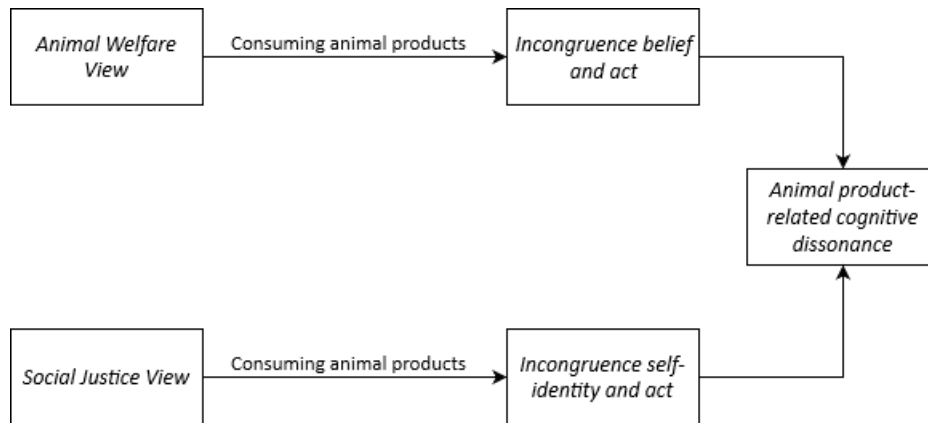 Animal Welfare
View
Consuming animal products
Incongruence belief
and act
Animal product-
related cognitive
dissonance
Social Justice View
Consuming animal products
Incongruence self-
identity and act